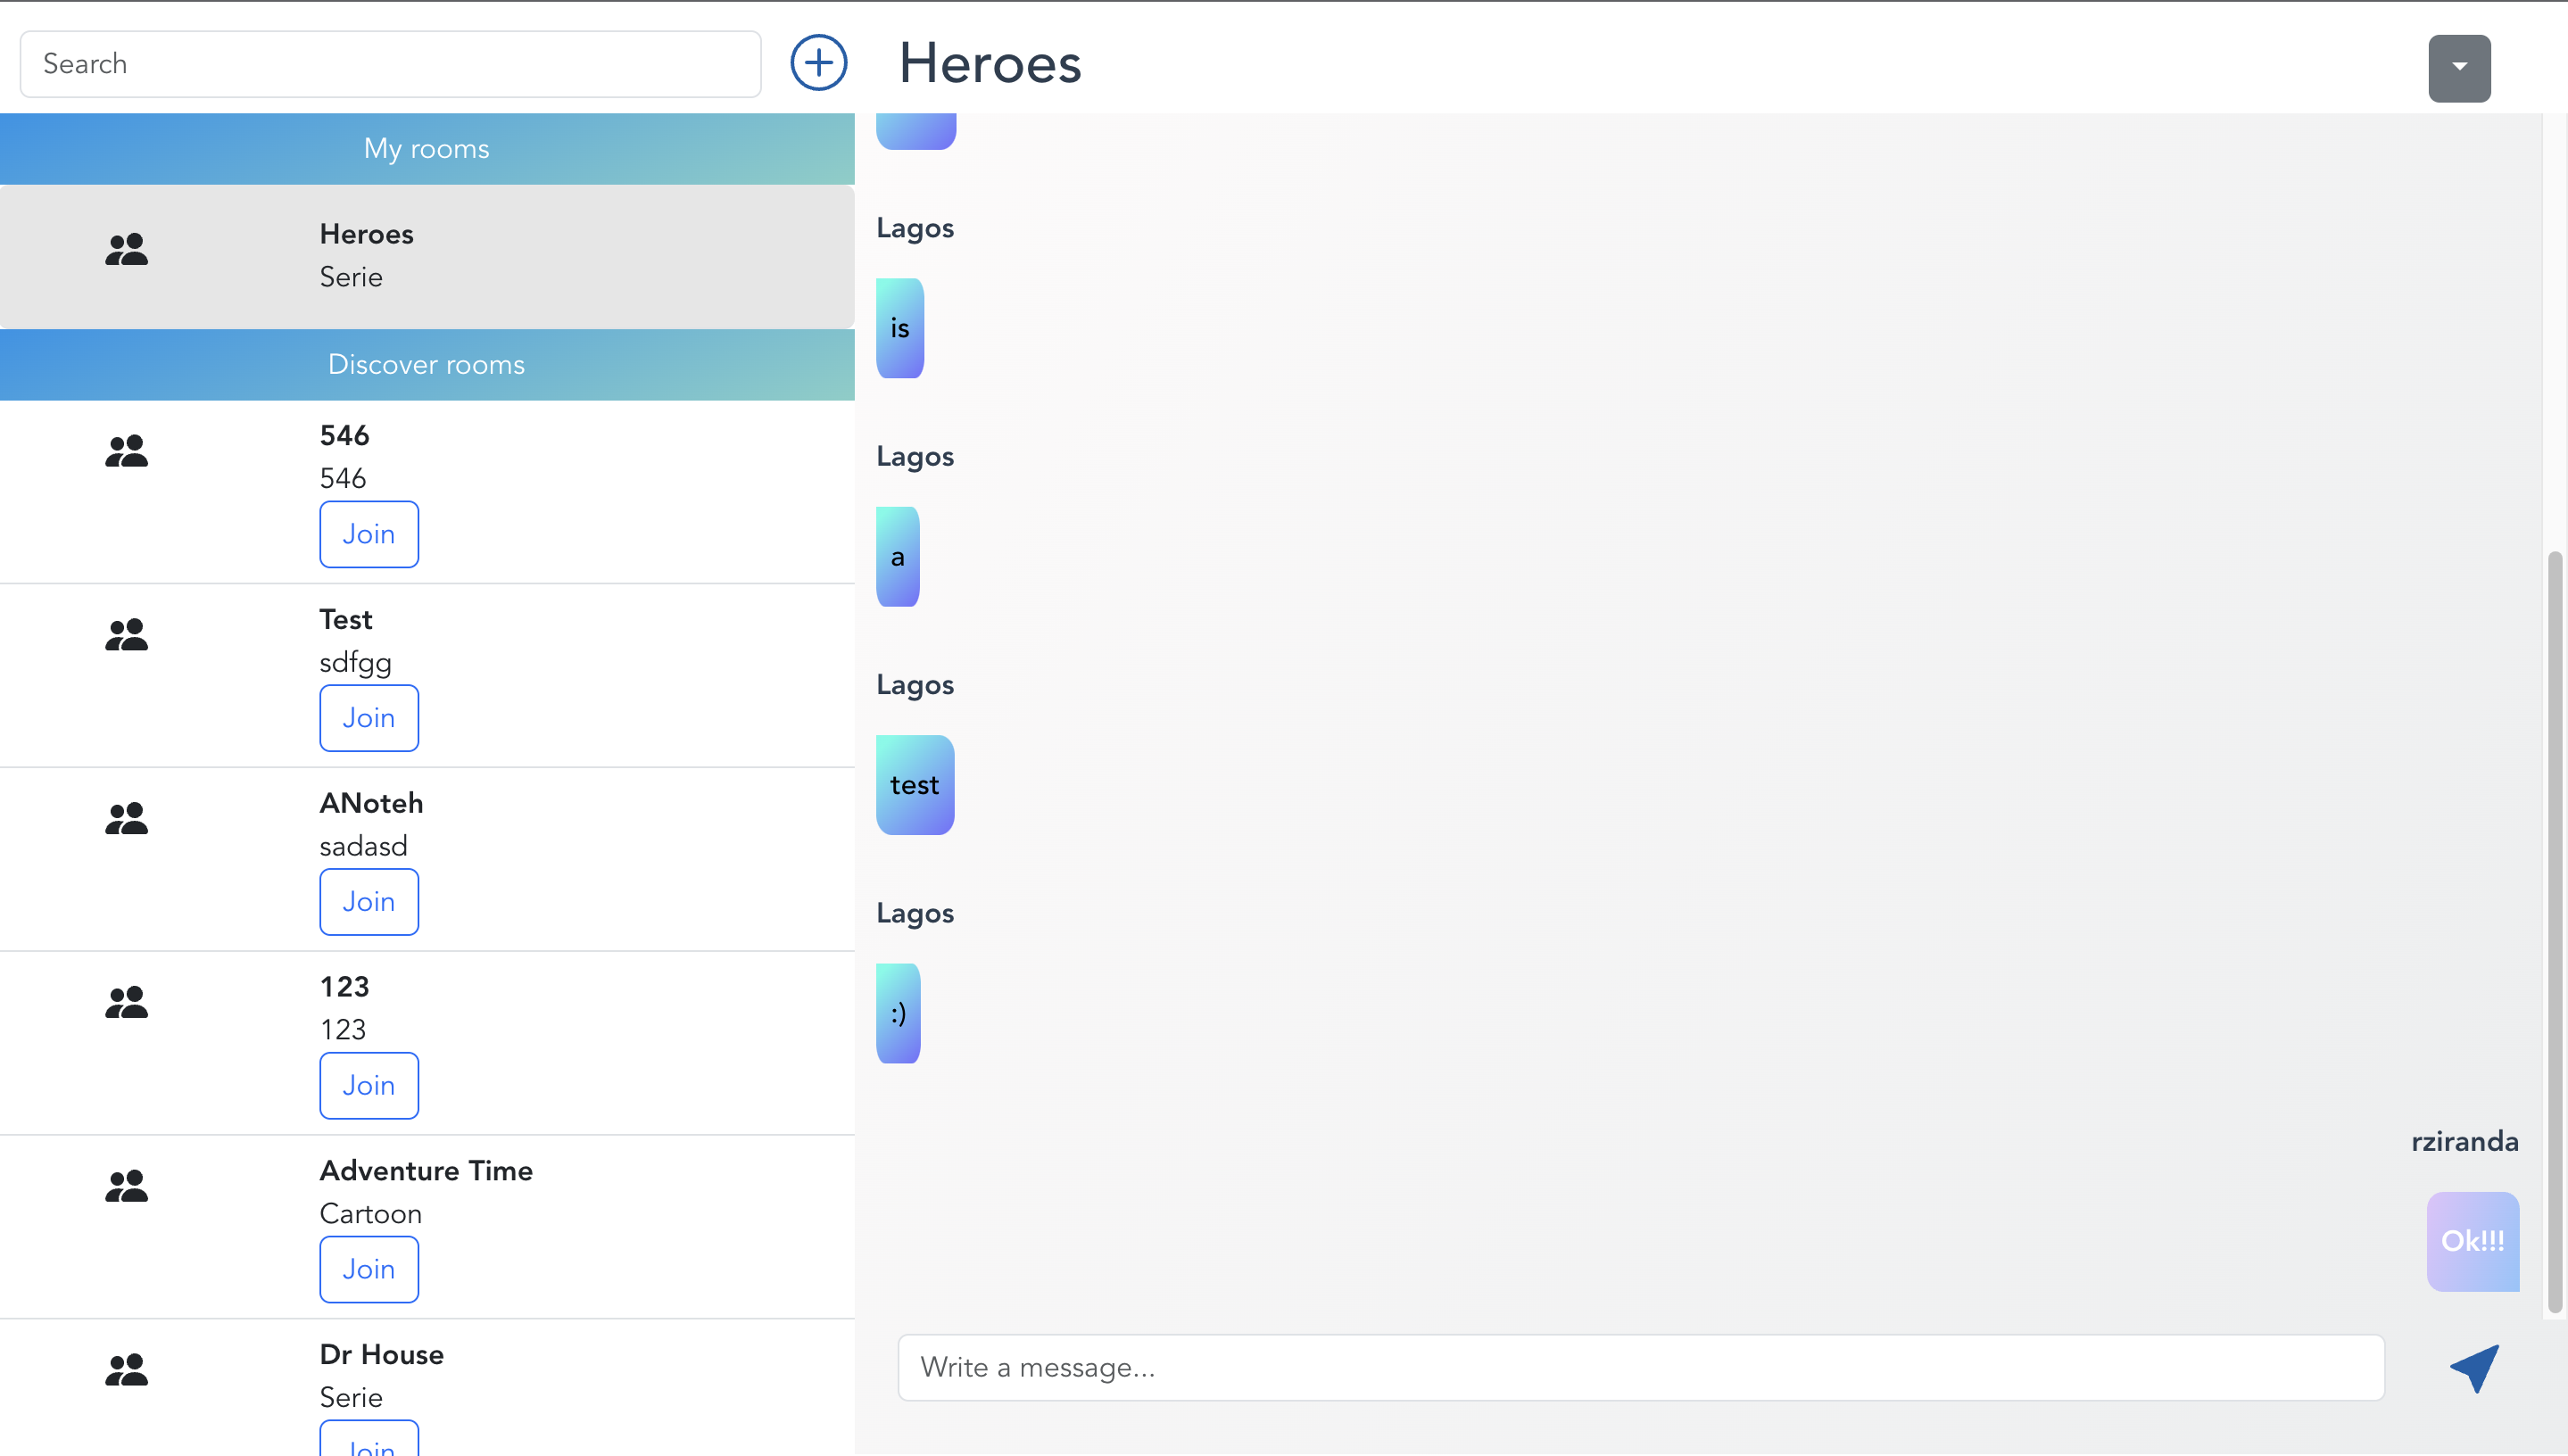 Search
My rooms
Heroes
Serie
Discover rooms
546
546
Join
Test
sdfgg
Join
ANoteh
sadasd
Join
123
123
Join
Adventure Time
Cartoon
Join
Dr House
Serie
Join
Heroes
Lagos
is
Lagos
a
Lagos
test
Lagos
:)
rziranda
Ok!!!
Write a message...